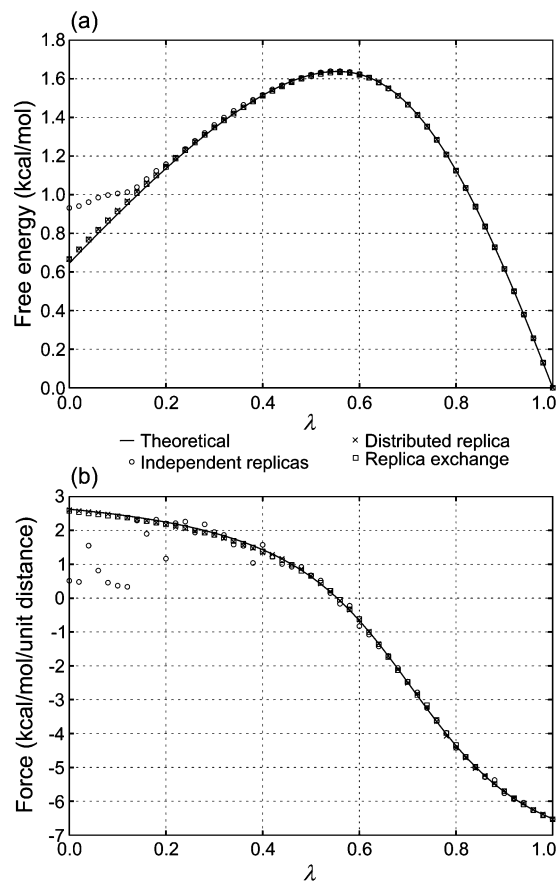 (a)
Free energy (kcal/mol)
1.8
1.6
1.4
1.2
1.0
0.8
0.6
0.4
0.2
0.0
0.0 0.2 0.4 0.6 0.8 1.0
λ
Theoretical
Distributed replica
Independent replicas
Replica exchange
(b)
Force (kcal/mol/unit distance)
3
2
1
0
-1
-2
-3
-4
-5
-6
-7
0.0 0.2 0.4 0.6 0.8 1.0
λ